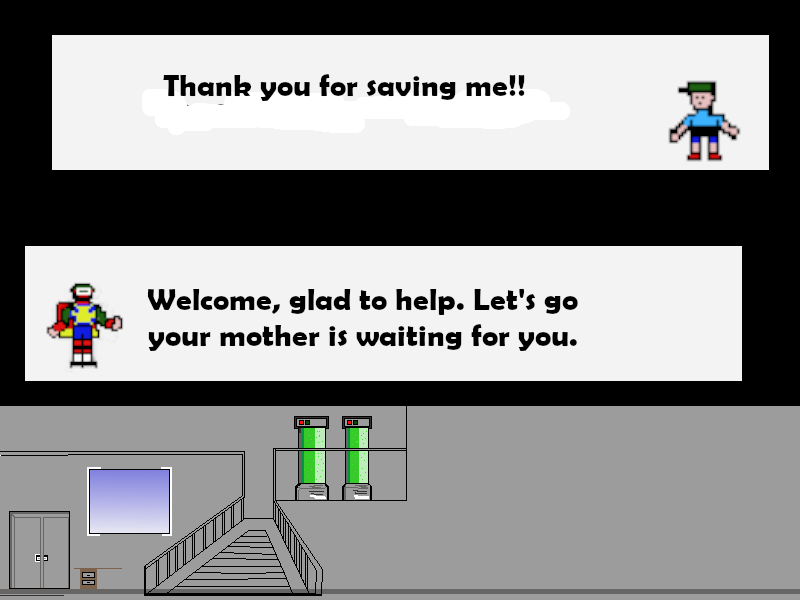 Thank you for saving me!!
Welcome, glad to help. Let's go
your mother is waiting for you.